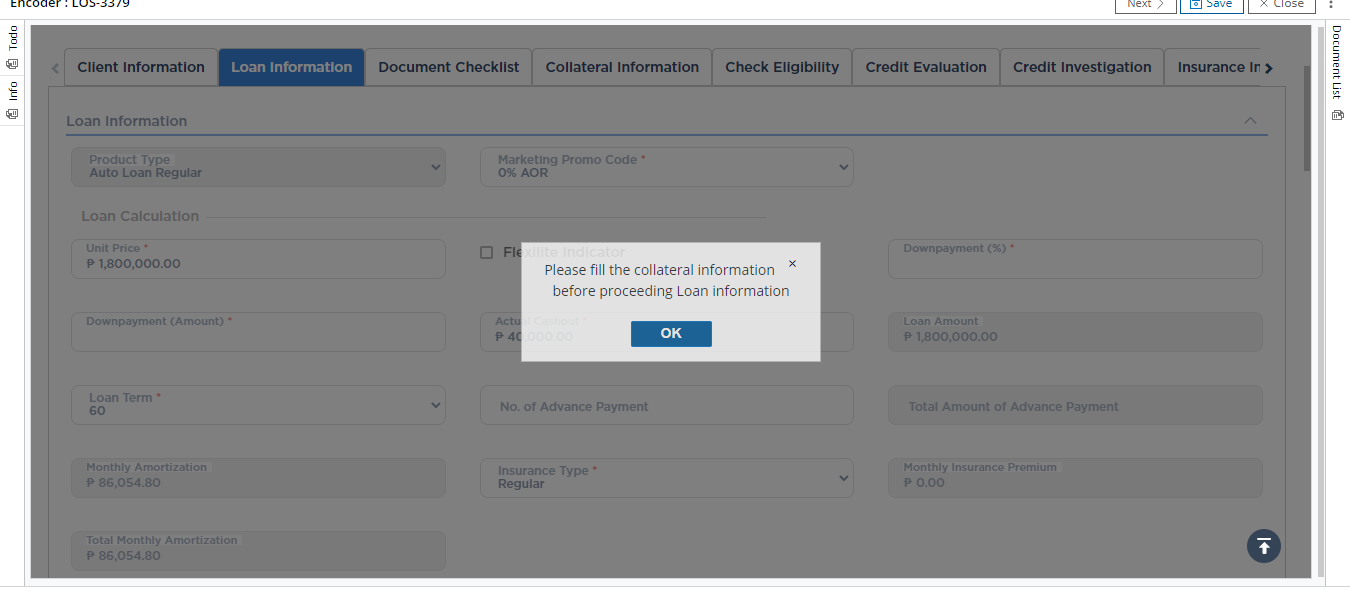 Encoder : LOS-3379
Next
Save
Close
Todo
Info
Document List
Client Information
Loan Information
Document Checklist
Collateral Information
Check Eligibility
Credit Evaluation
Credit Investigation
Insurance In
Loan Information
Product Type
Auto Loan Regular
Marketing Promo Code *
0% AOR
Loan Calculation
Unit Price *
₱ 1,800,000.00
Flexilite Indicator
Downpayment (%) *
Please fill the collateral information
before proceeding Loan information
OK
Downpayment (Amount) *
Actual Cashout *
₱ 40,000.00
Loan Amount
₱ 1,800,000.00
Loan Term *
60
No. of Advance Payment
Total Amount of Advance Payment
Monthly Amortization
₱ 86,054.80
Insurance Type *
Regular
Monthly Insurance Premium
₱ 0.00
Total Monthly Amortization
₱ 86,054.80